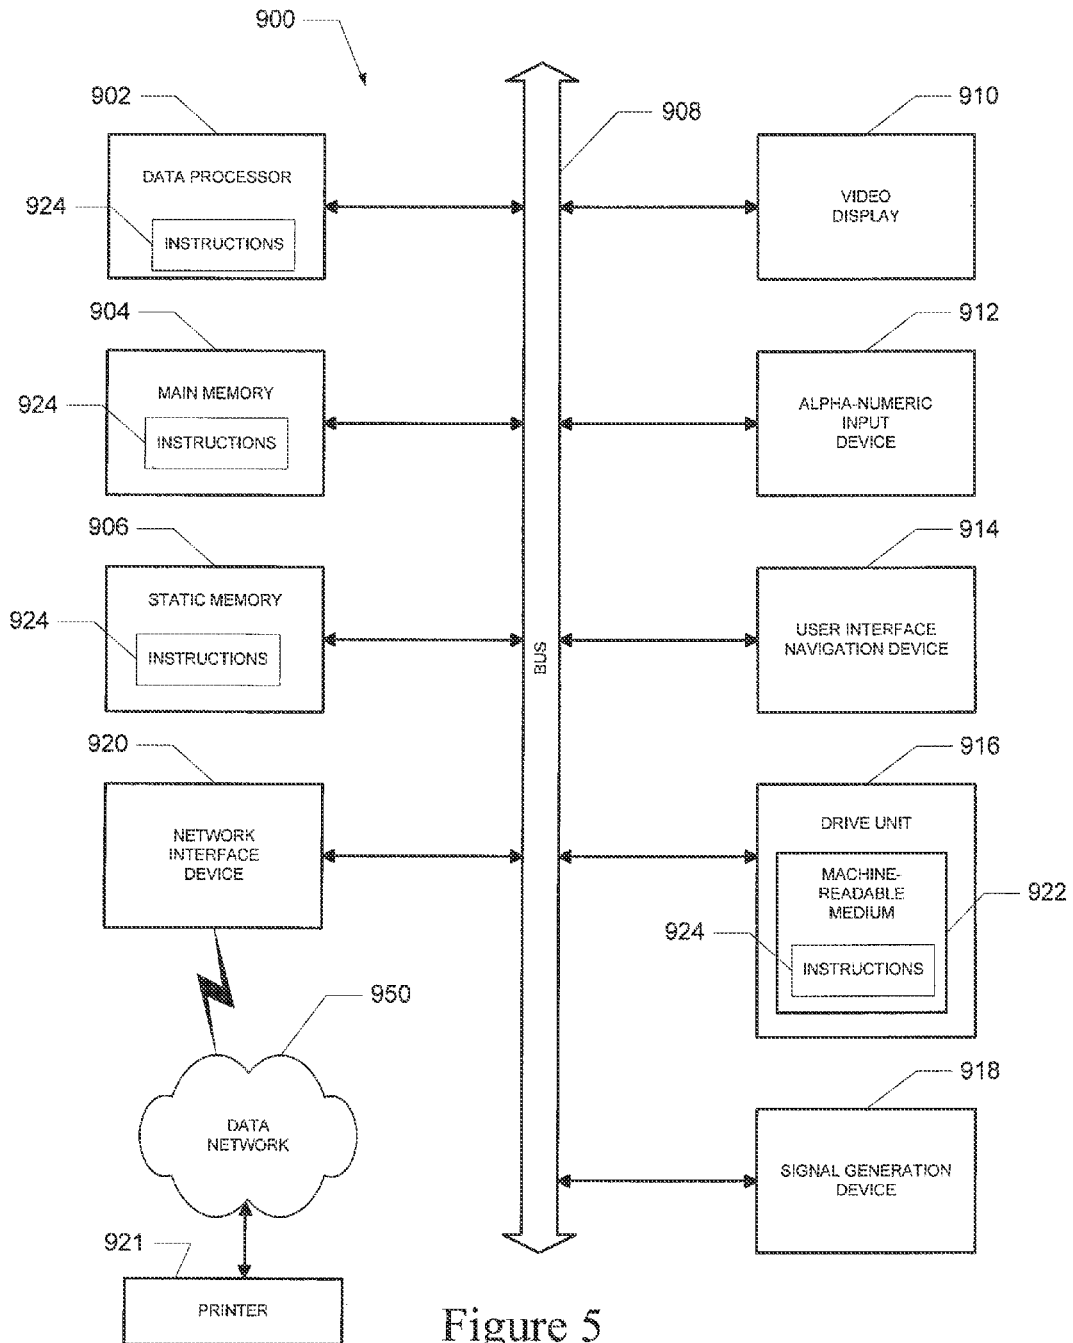 900
902
908
910
DATA PROCESSOR
924
INSTRUCTIONS
VIDEO
DISPLAY
904
912
MAIN MEMORY
924
INSTRUCTIONS
ALPHA-NUMERIC
INPUT
DEVICE
906
914
STATIC MEMORY
924
INSTRUCTIONS
BUS
USER INTERFACE
NAVIGATION DEVICE
920
916
NETWORK
INTERFACE
DEVICE
DRIVE UNIT
MACHINE-
READABLE
MEDIUM
922
924
INSTRUCTIONS
950
DATA
NETWORK
918
SIGNAL GENERATION
DEVICE
921
PRINTER
Figure 5